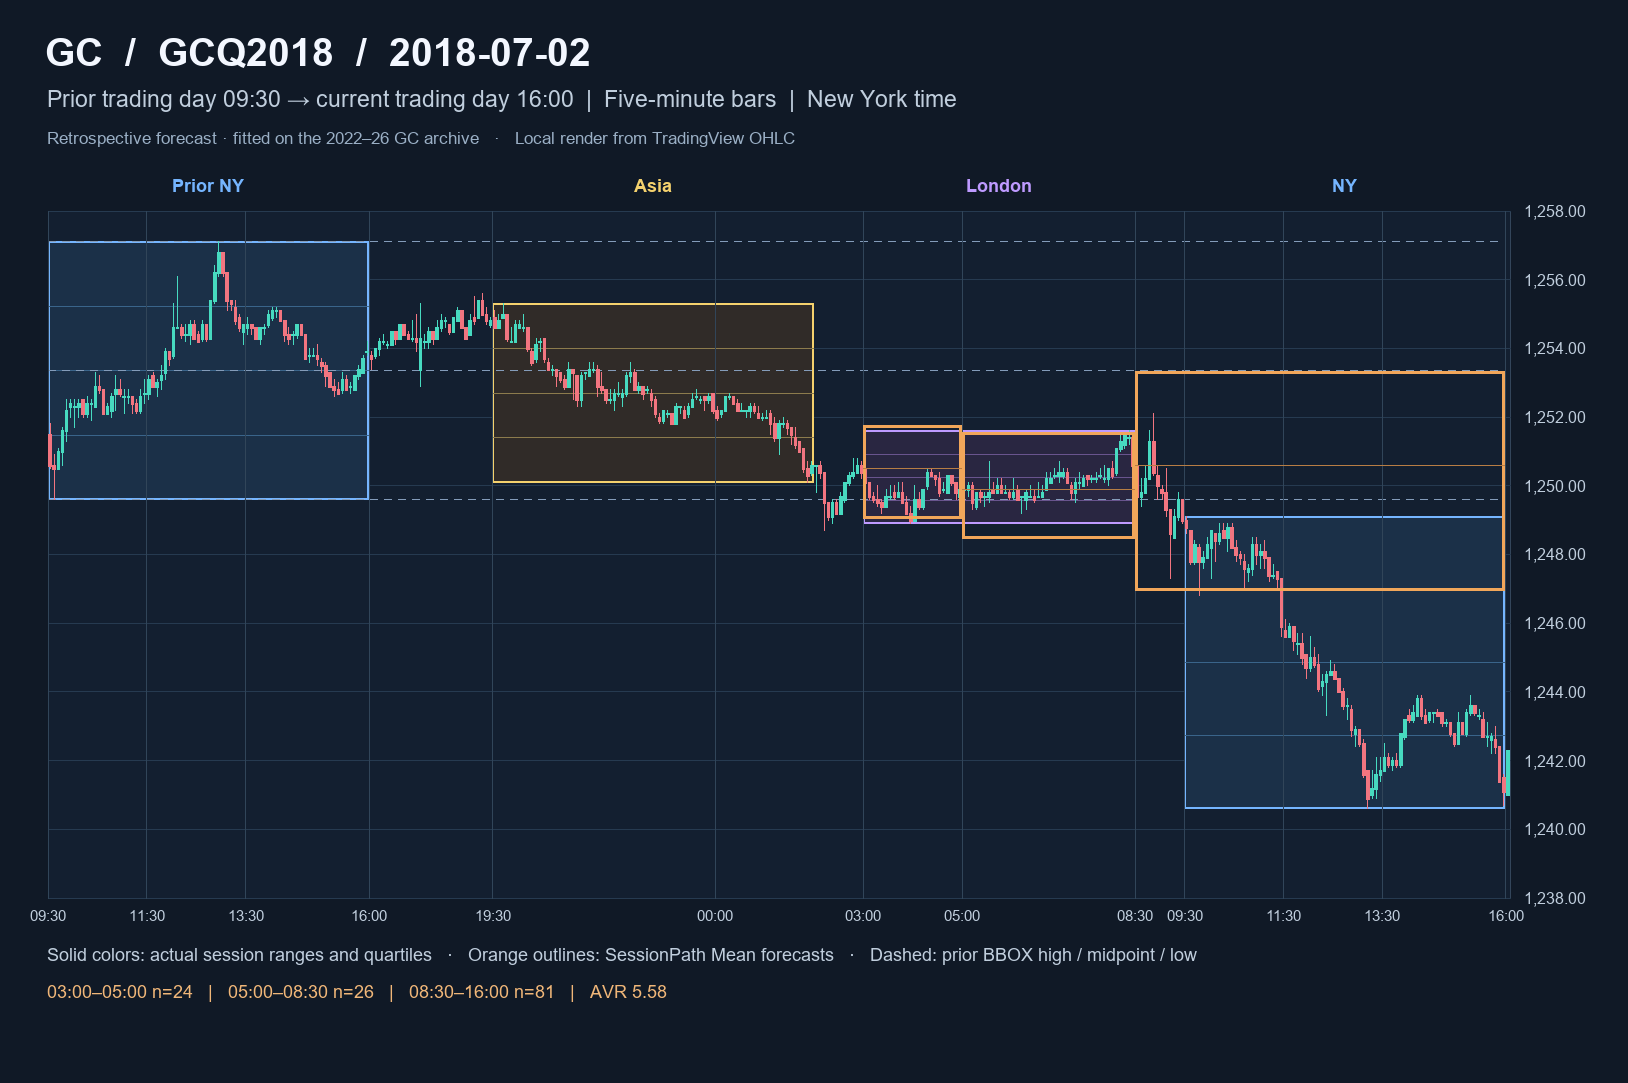 GC / GCQ2018 / 2018-07-02
Prior trading day 09:30 → current trading day 16:00 | Five-minute bars | New York time
Retrospective forecast · fitted on the 2022–26 GC archive · Local render from TradingView OHLC
Prior NY Asia London NY
1,258.00
1,256.00
1,254.00
1,252.00
1,250.00
1,248.00
1,246.00
1,244.00
1,242.00
1,240.00
1,238.00
09:30 11:30 13:30 16:00 19:30 00:00 03:00 05:00 08:30 09:30 11:30 13:30 16:00
Solid colors: actual session ranges and quartiles · Orange outlines: SessionPath Mean forecasts · Dashed: prior BBOX high / midpoint / low
03:00–05:00 n=24 | 05:00–08:30 n=26 | 08:30–16:00 n=81 | AVR 5.58